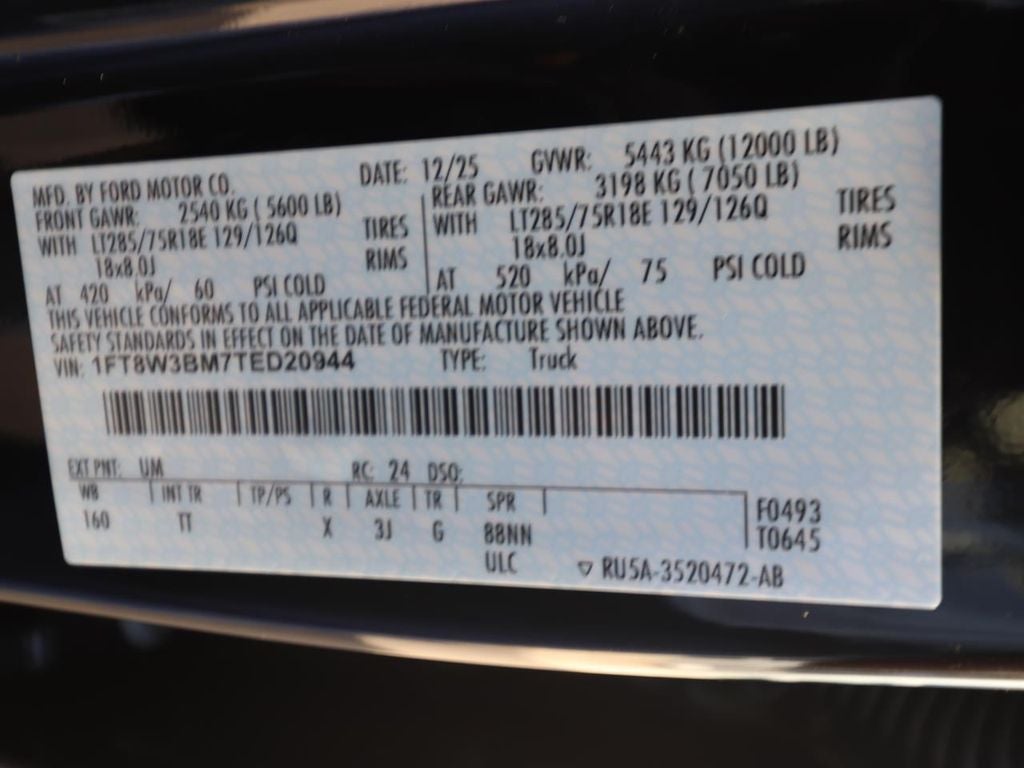 MFD. BY FORD MOTOR CO. DATE: 12/25 GVWR: 5443 KG (12000 LB)
FRONT GAWR: 2540 KG ( 5600 LB) REAR GAWR: 3198 KG ( 7050 LB)
WITH LT285/75R18E 129/126Q TIRES WITH LT285/75R18E 129/126Q TIRES
18x8.0J RIMS 18x8.0J RIMS
AT 420 kPa/ 60 PSI COLD AT 520 kPa/ 75 PSI COLD
THIS VEHICLE CONFORMS TO ALL APPLICABLE FEDERAL MOTOR VEHICLE
SAFETY STANDARDS IN EFFECT ON THE DATE OF MANUFACTURE SHOWN ABOVE.
VIN: 1FT8W3BM7TED20944 TYPE: Truck
EXT PNT: UM RC: 24 DSO:
WB INT TR TP/PS R AXLE TR SPR F0493
160 TT X 3J G 88NN T0645
ULC ▽ RU5A-3520472-AB